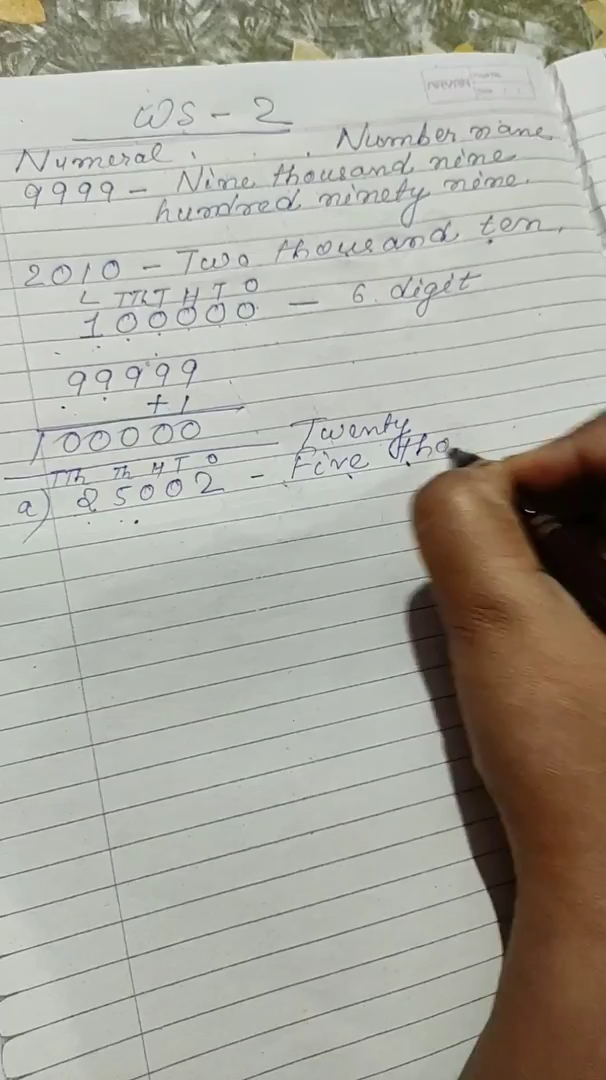 WS - 2
Numeral . . Number name
9999 - Nine thousand nine
hundred ninety nine.
2010 - Two thousand ten.
L TTh T H T O
100000 - 6 digit
99999
+1
100000
TTh Th H T O
a) 25002 - Twenty
Five tho